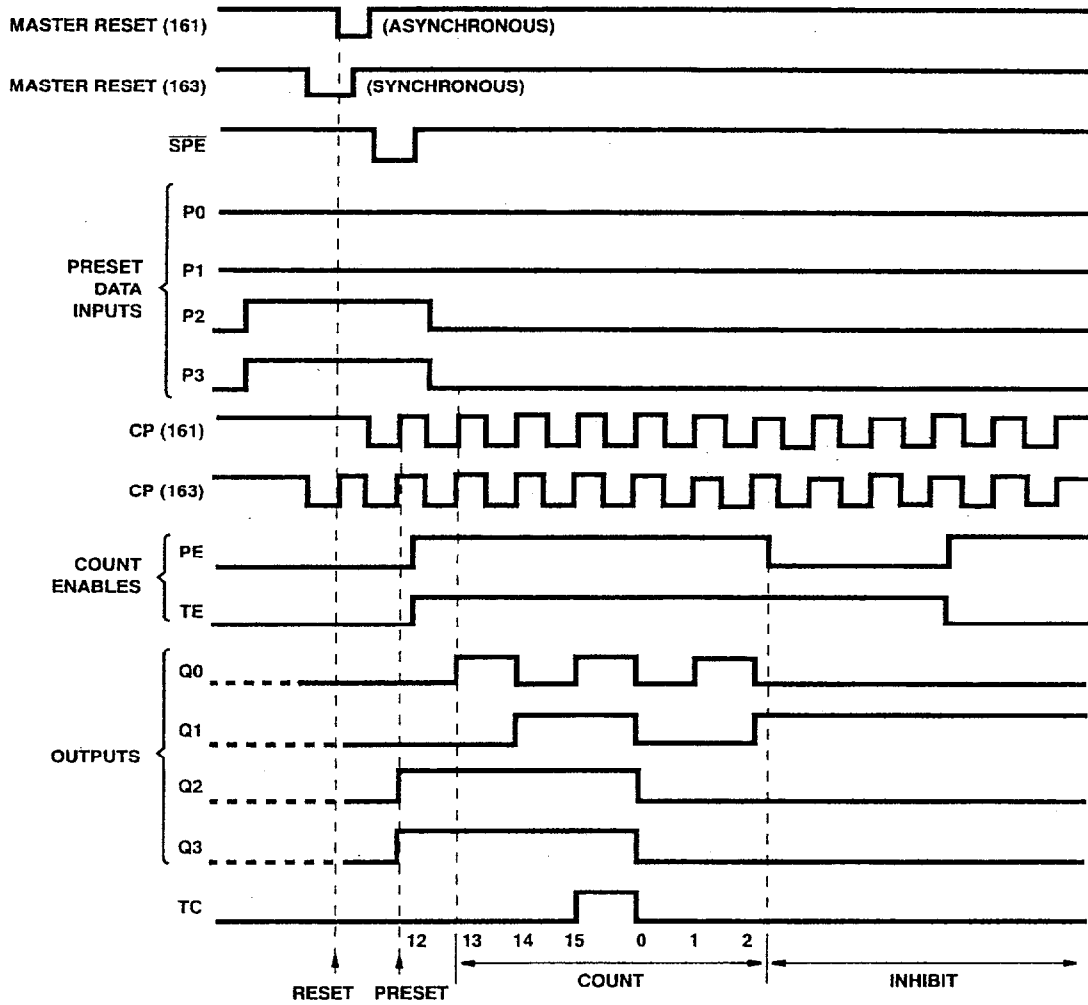 MASTER RESET (161)
(ASYNCHRONOUS)
MASTER RESET (163)
(SYNCHRONOUS)
SPE
P0
P1
PRESET
DATA
INPUTS
P2
P3
CP (161)
CP (163)
PE
COUNT
ENABLES
TE
Q0
Q1
OUTPUTS
Q2
Q3
TC
12 13 14 15 0 1 2
RESET PRESET COUNT INHIBIT